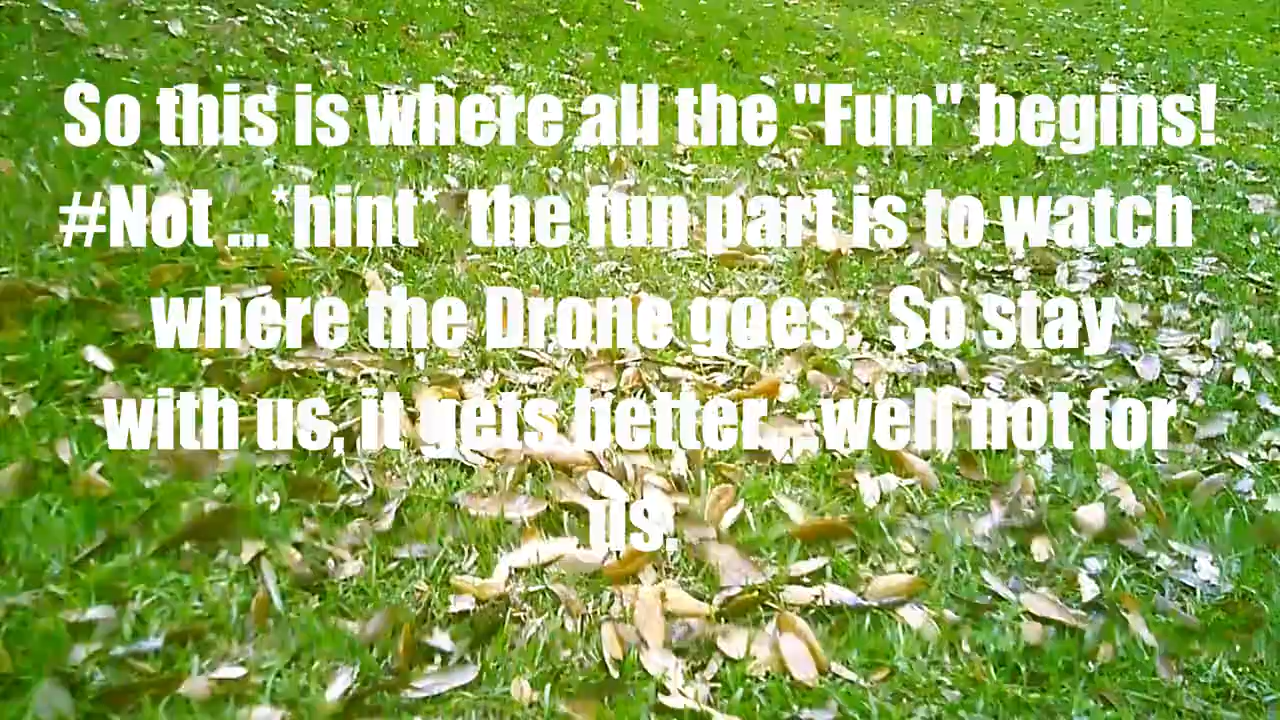 So this is where all the "Fun" begins!
#Not ... *hint*  the fun part is to watch
where the Drone goes.  So stay
with us, it gets better....well not for
us.